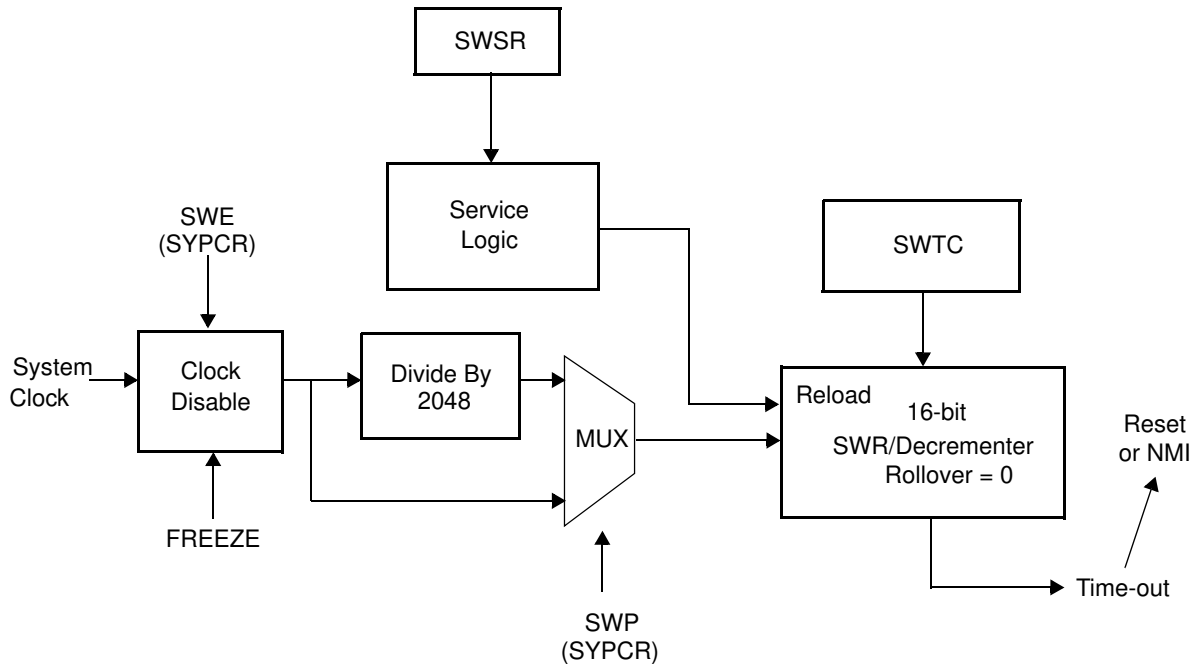 SWSR
Service
Logic
SWE
(SYPCR)
SWTC
System
Clock
Clock
Disable
Divide By
2048
MUX
Reload
16-bit
SWR/Decrementer
Rollover = 0
Reset
or NMI
FREEZE
Time-out
SWP
(SYPCR)